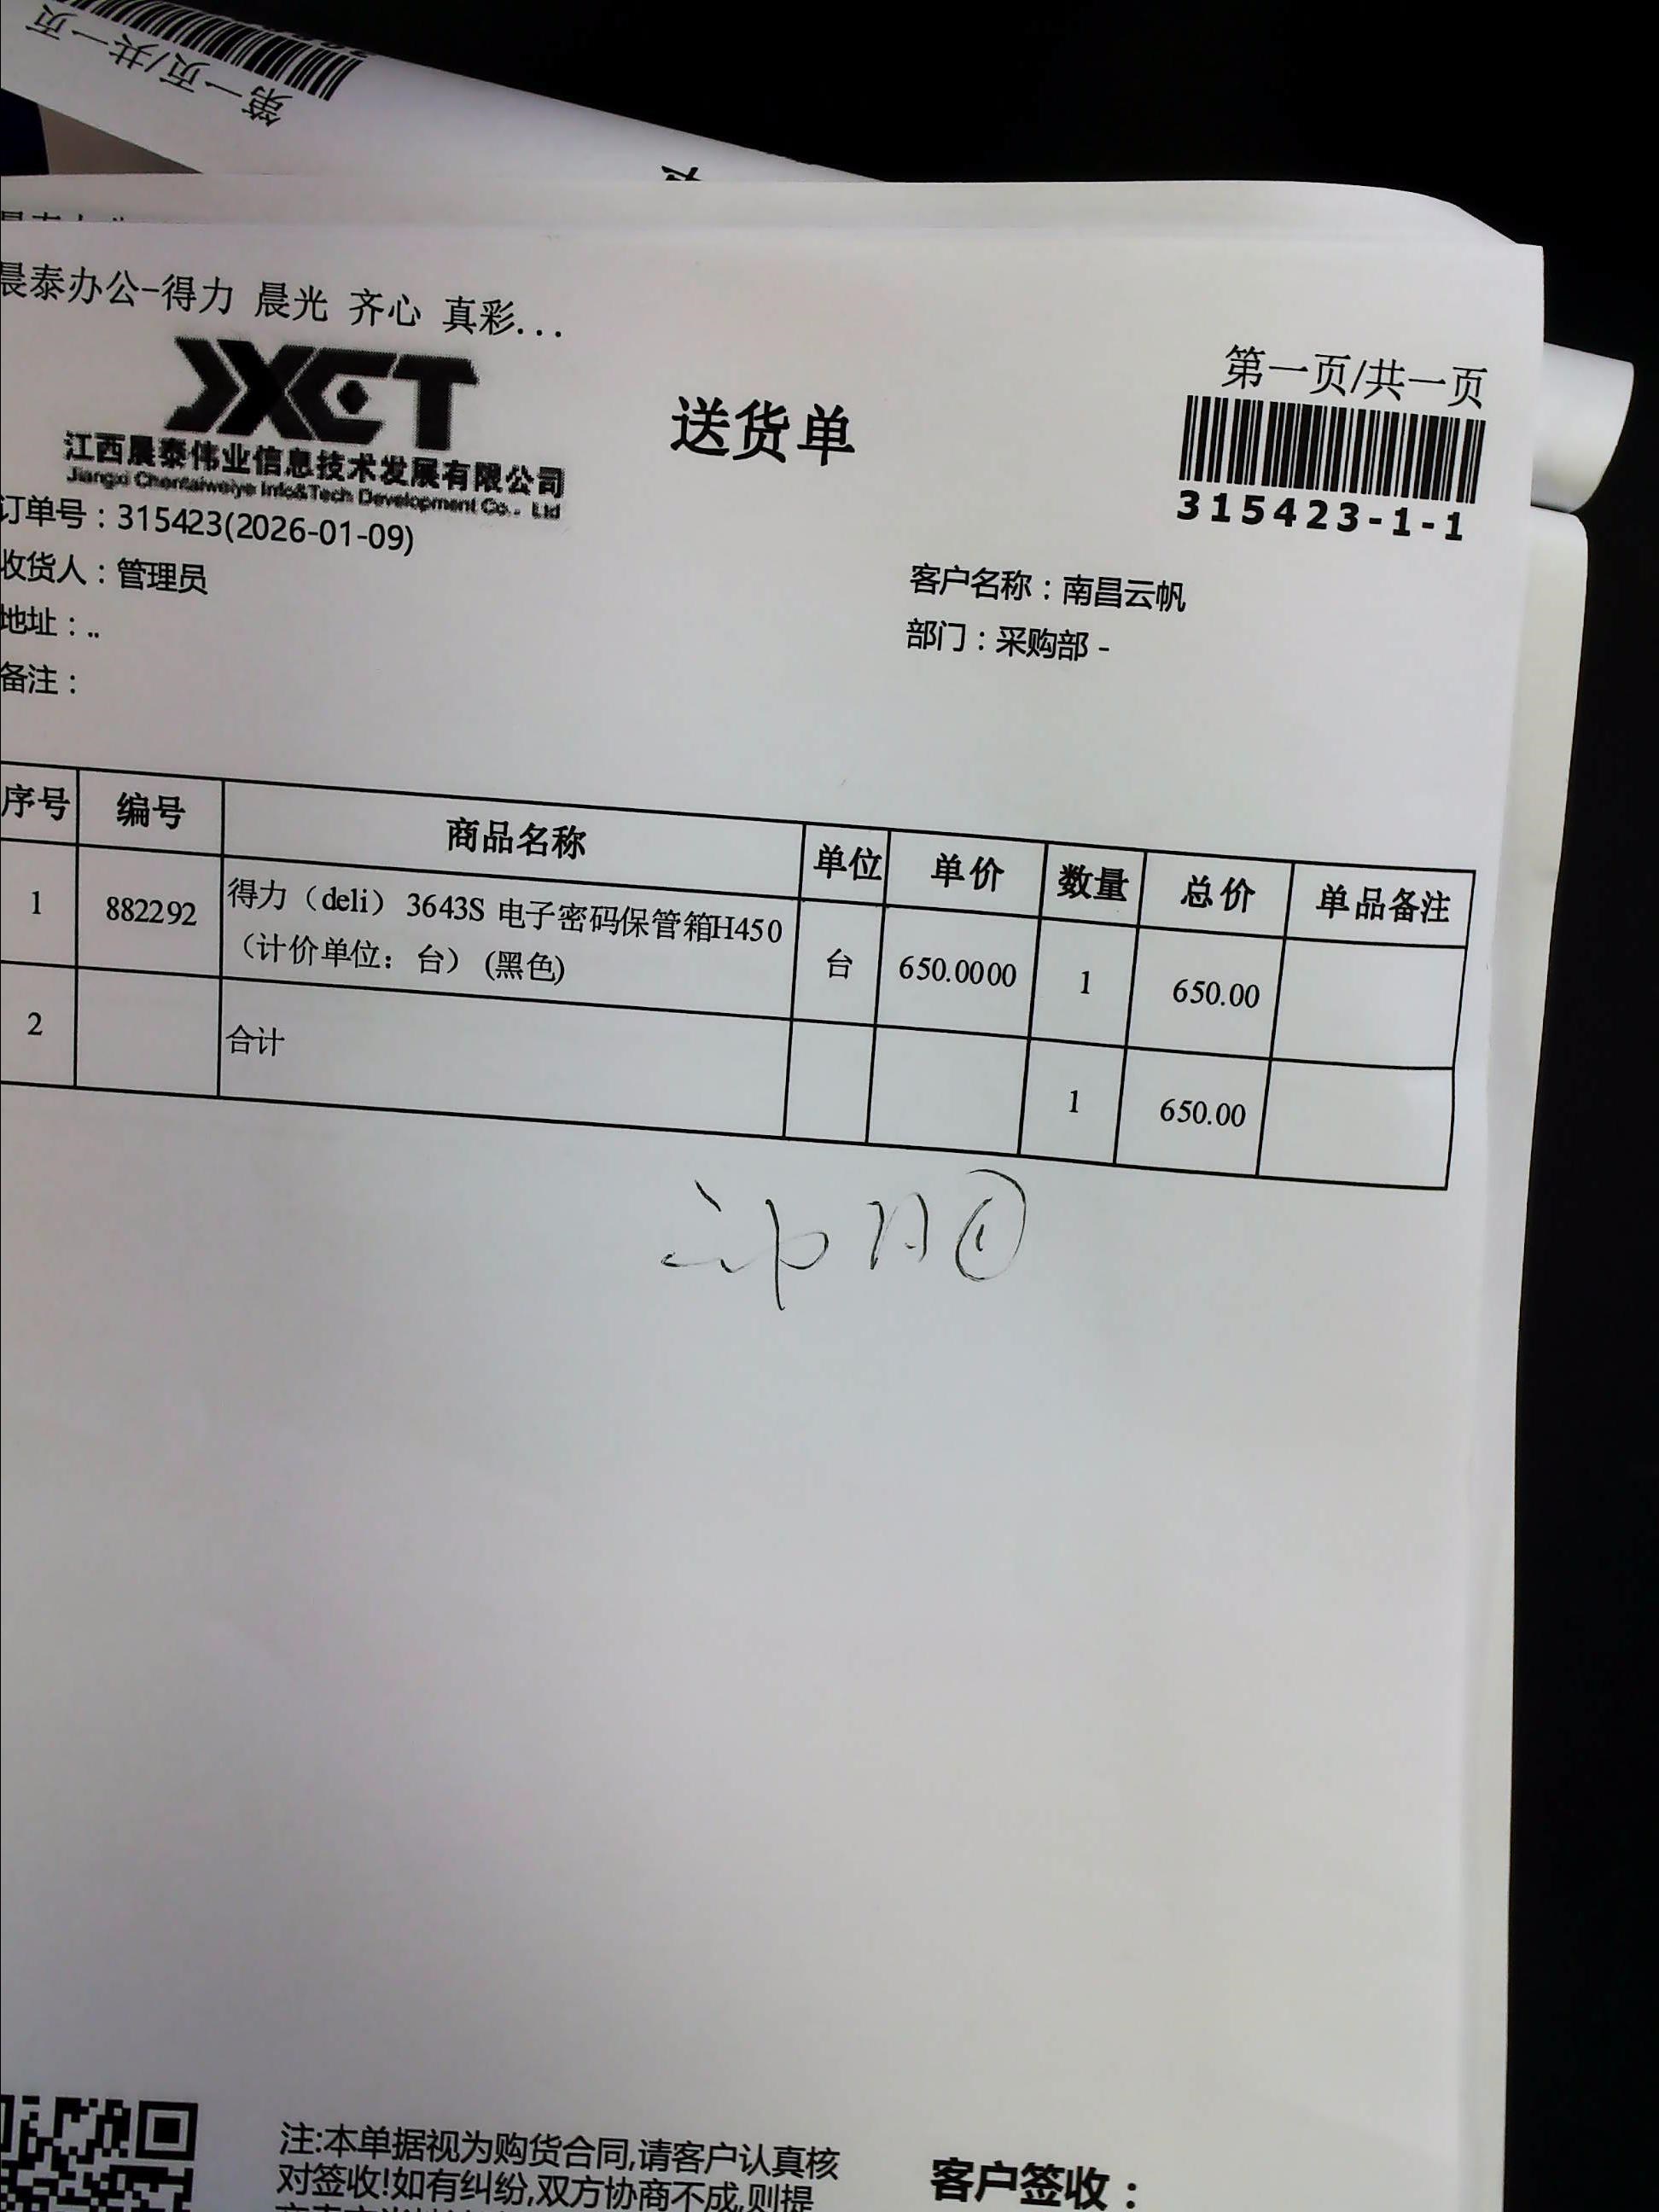 第一页/共一页
晨泰办公-得力 晨光 齐心 真彩...
JXCT
江西晨泰伟业信息技术发展有限公司
Jiangxi Chentaiweiye Info&Tech Development Co., Ltd
送货单
第一页/共一页
315423-1-1
订单号：315423(2026-01-09)
收货人：管理员
客户名称：南昌云帆
地址：..
部门：采购部 -
备注：
序号 编号 商品名称 单位 单价 数量 总价 单品备注
1 882292 得力（deli） 3643S 电子密码保管箱H450
（计价单位：台） (黑色) 台 650.0000 1 650.00
2 合计 1 650.00
注:本单据视为购货合同,请客户认真核
对签收!如有纠纷,双方协商不成,则提
客户签收：